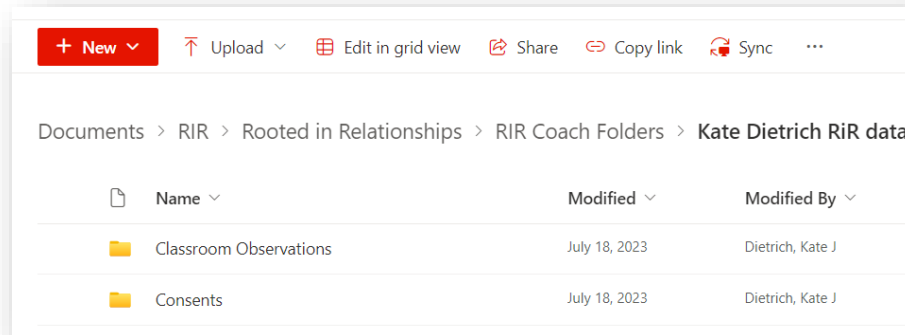 + New Upload Edit in grid view Share Copy link Sync ...
Documents > RIR > Rooted in Relationships > RIR Coach Folders > Kate Dietrich RiR data
Name Modified Modified By
Classroom Observations July 18, 2023 Dietrich, Kate J
Consents July 18, 2023 Dietrich, Kate J